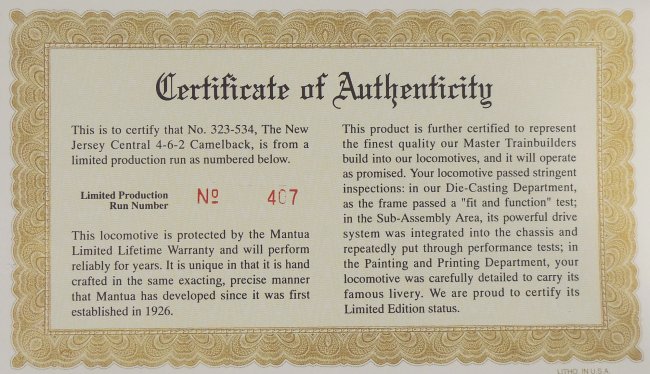 Certificate of Authenticity
This is to certify that No. 323-534, The New
Jersey Central 4-6-2 Camelback, is from a
limited production run as numbered below.
Limited Production
Run Number
Nº 407
This locomotive is protected by the Mantua
Limited Lifetime Warranty and will perform
reliably for years. It is unique in that it is hand
crafted in the same exacting, precise manner
that Mantua has developed since it was first
established in 1926.
This product is further certified to represent
the finest quality our Master Trainbuilders
build into our locomotives, and it will operate
as promised. Your locomotive passed stringent
inspections: in our Die-Casting Department,
as the frame passed a "fit and function" test;
in the Sub-Assembly Area, its powerful drive
system was integrated into the chassis and
repeatedly put through performance tests; in
the Painting and Printing Department, your
locomotive was carefully detailed to carry its
famous livery. We are proud to certify its
Limited Edition status.
LITHO IN U.S.A.